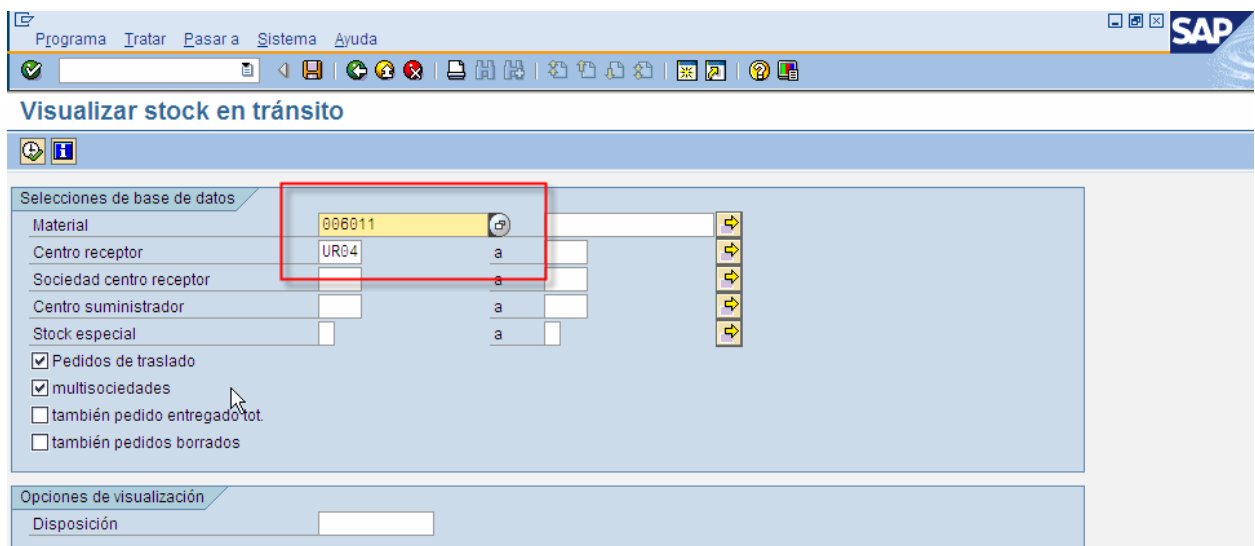 Programa Tratar Pasar a Sistema Ayuda
SAP
Visualizar stock en tránsito
Selecciones de base de datos
Material 006011
Centro receptor UR04 a
Sociedad centro receptor a
Centro suministrador a
Stock especial a
Pedidos de traslado
multisociedades
también pedido entregado tot.
también pedidos borrados
Opciones de visualización
Disposición